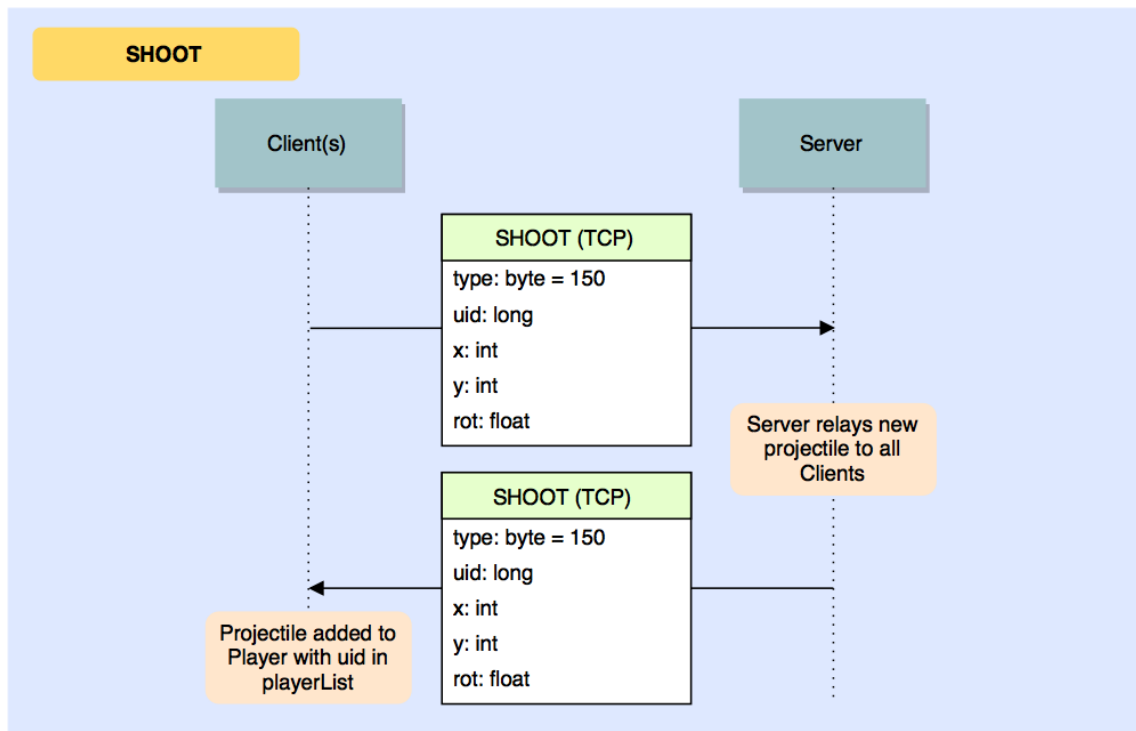 SHOOT
Client(s)
Server
SHOOT (TCP)
type: byte = 150
uid: long
x: int
y: int
rot: float
Server relays new
projectile to all
Clients
SHOOT (TCP)
type: byte = 150
uid: long
x: int
y: int
rot: float
Projectile added to
Player with uid in
playerList